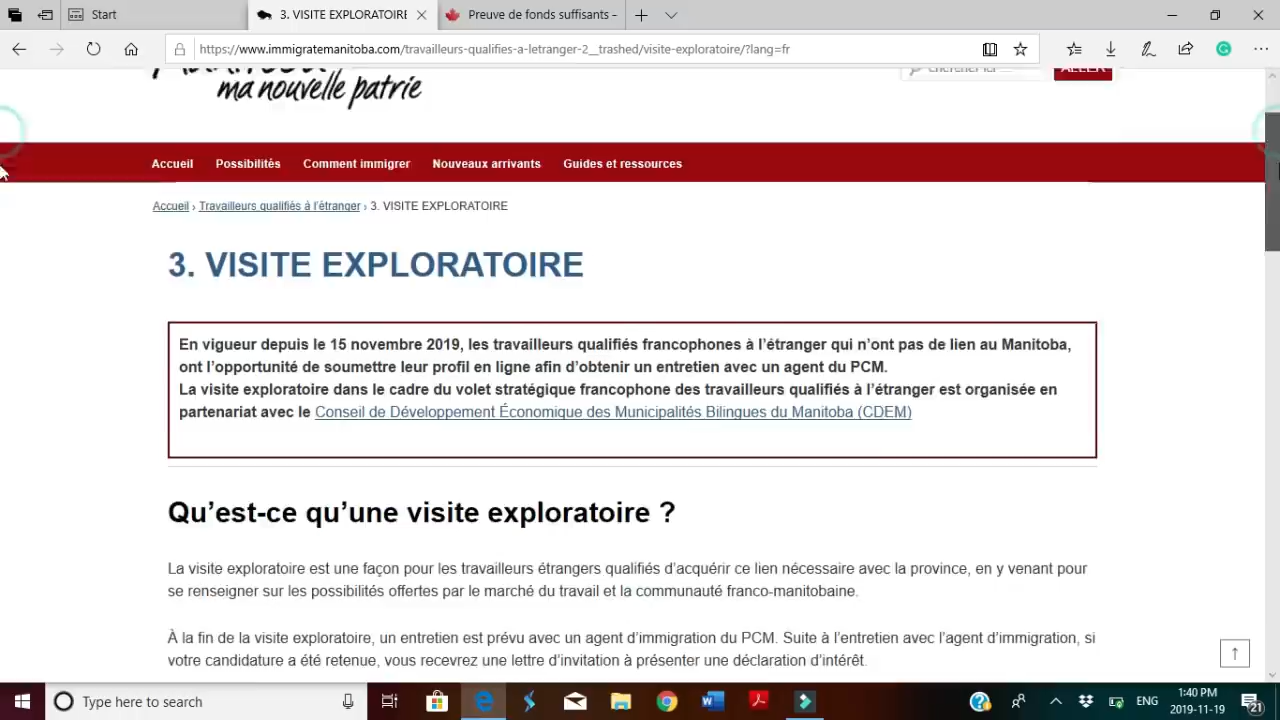 Start
3. VISITE EXPLORATOIRE
Preuve de fonds suffisants -
https://www.immigratemanitoba.com/travailleurs-qualifies-a-letranger-2__trashed/visite-exploratoire/?lang=fr
ma nouvelle patrie
ALLER
Accueil Possibilités Comment immigrer Nouveaux arrivants Guides et ressources
Accueil › Travailleurs qualifiés à l'étranger › 3. VISITE EXPLORATOIRE
3. VISITE EXPLORATOIRE
En vigueur depuis le 15 novembre 2019, les travailleurs qualifiés francophones à l'étranger qui n'ont pas de lien au Manitoba,
ont l'opportunité de soumettre leur profil en ligne afin d'obtenir un entretien avec un agent du PCM.
La visite exploratoire dans le cadre du volet stratégique francophone des travailleurs qualifiés à l'étranger est organisée en
partenariat avec le Conseil de Développement Économique des Municipalités Bilingues du Manitoba (CDEM)
Qu'est-ce qu'une visite exploratoire ?
La visite exploratoire est une façon pour les travailleurs étrangers qualifiés d'acquérir ce lien nécessaire avec la province, en y venant pour
se renseigner sur les possibilités offertes par le marché du travail et la communauté franco-manitobaine.
À la fin de la visite exploratoire, un entretien est prévu avec un agent d'immigration du PCM. Suite à l'entretien avec l'agent d'immigration, si
votre candidature a été retenue, vous recevrez une lettre d'invitation à présenter une déclaration d'intérêt.
Type here to search
ENG
1:40 PM
2019-11-19
21